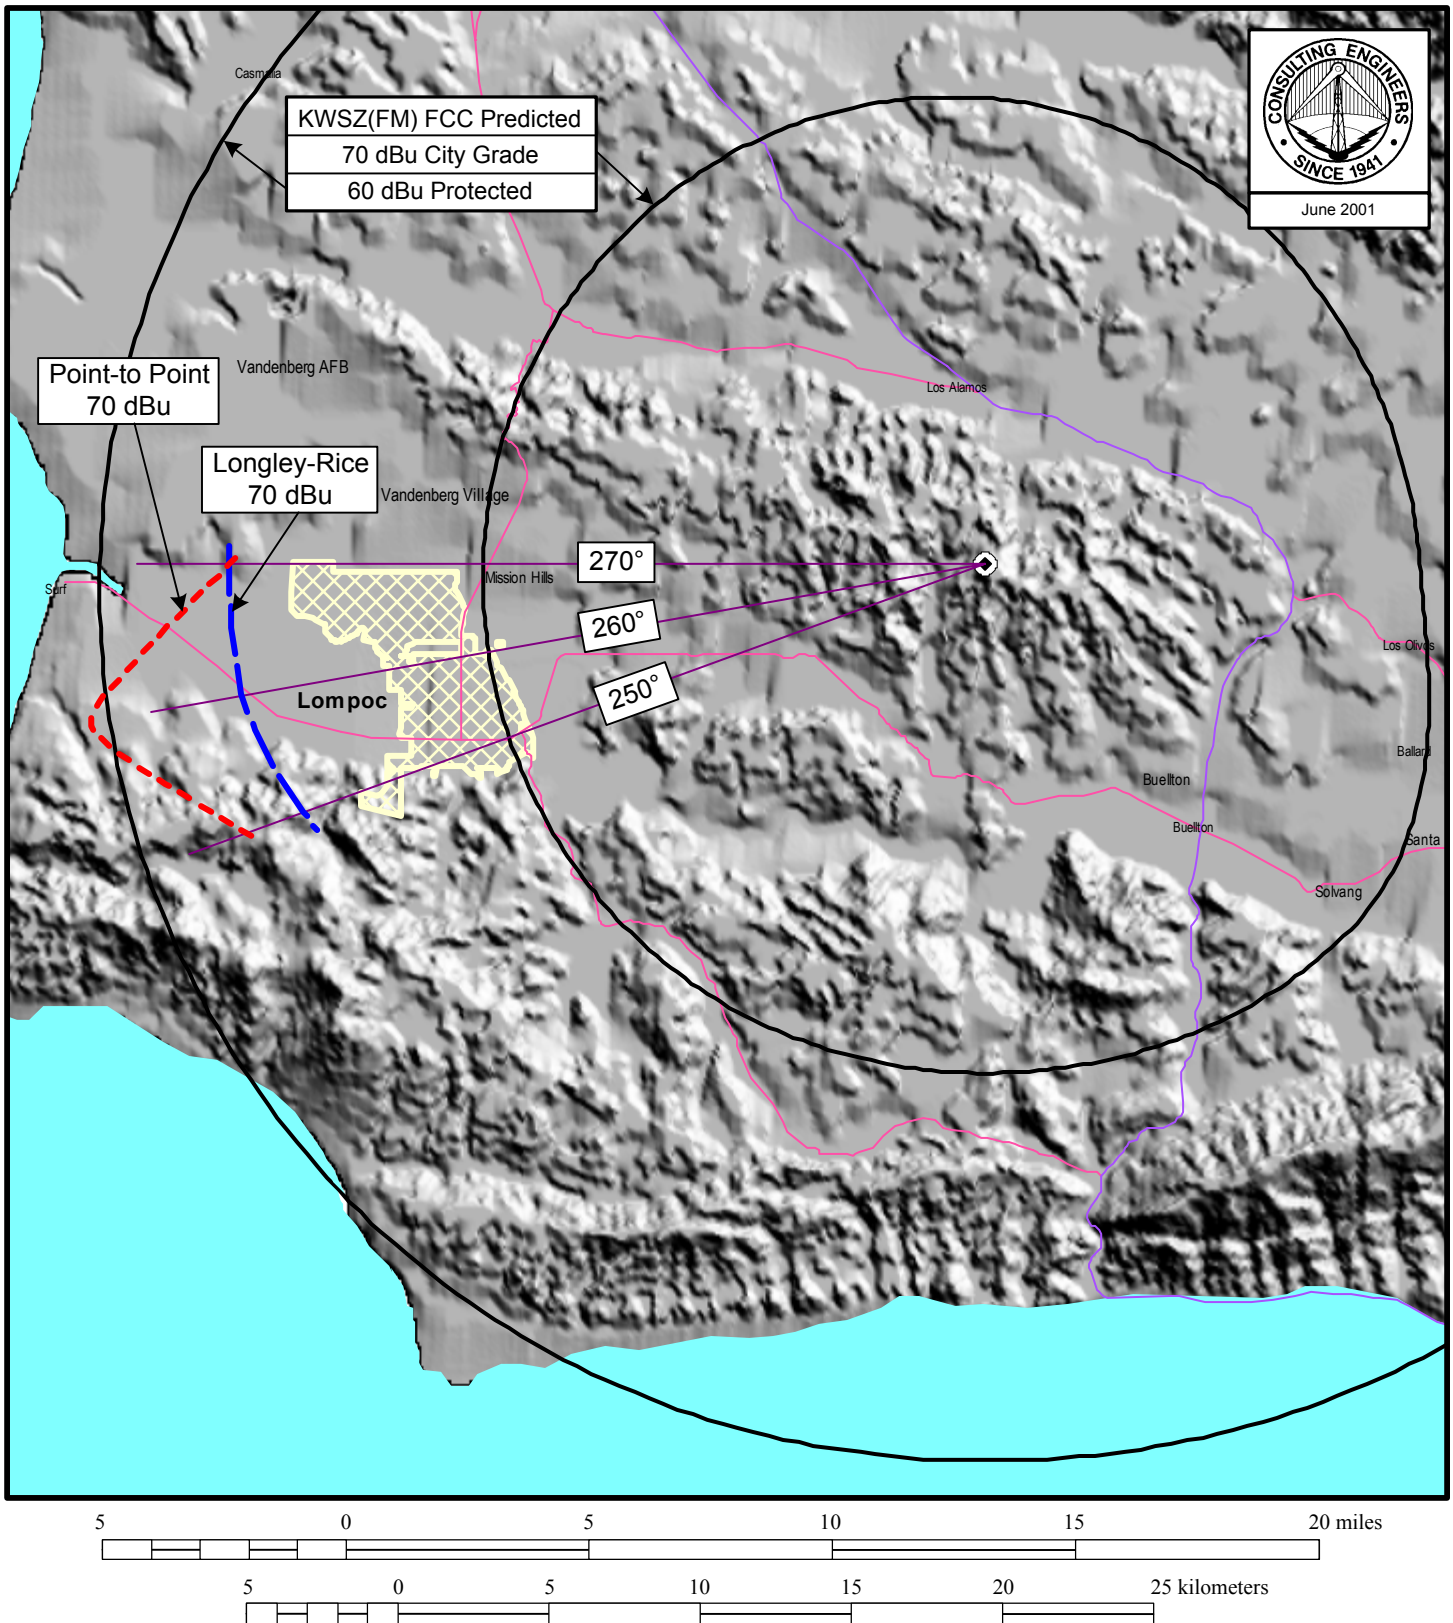 Casmalia
KWSZ(FM) FCC Predicted
70 dBu City Grade
60 dBu Protected
CONSULTING ENGINEERS
• SINCE 1941 •
June 2001
Point-to Point
70 dBu
Vandenberg AFB
Los Alamos
Longley-Rice
70 dBu
Vandenberg Village
270°
Mission Hills
Surf
260°
Los Olivos
250°
Lompoc
Ballard
Buellton
Buellton
Santa
Solvang
5 0 5 10 15 20 miles
5 0 5 10 15 20 25 kilometers